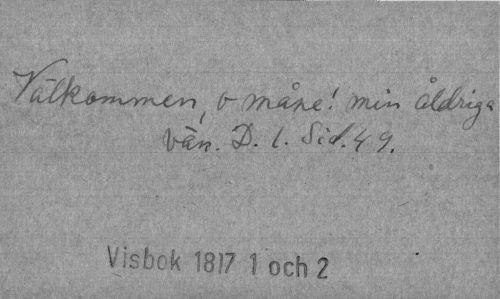 Välkommen, o måne! min åldriga
vän. D. 1. Sid. 49.
Visbok 1817 1 och 2